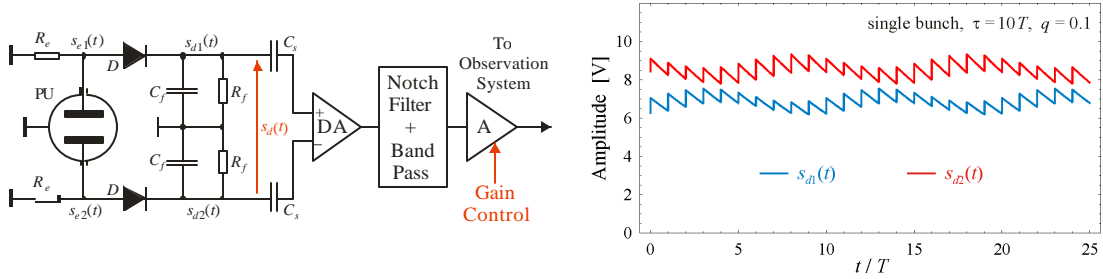 R_e
s_e1(t)
D
s_d1(t)
C_s
PU
C_f
R_f
s_d(t)
+
−
DA
Notch
Filter
+
Band
Pass
To
Observation
System
A
Gain
Control
C_f
R_f
R_e
s_e2(t)
D
s_d2(t)
C_s
single bunch, τ = 10 T, q = 0.1
Amplitude [V]
10
8
6
4
2
0
s_d1(t)
s_d2(t)
0 5 10 15 20 25
t / T